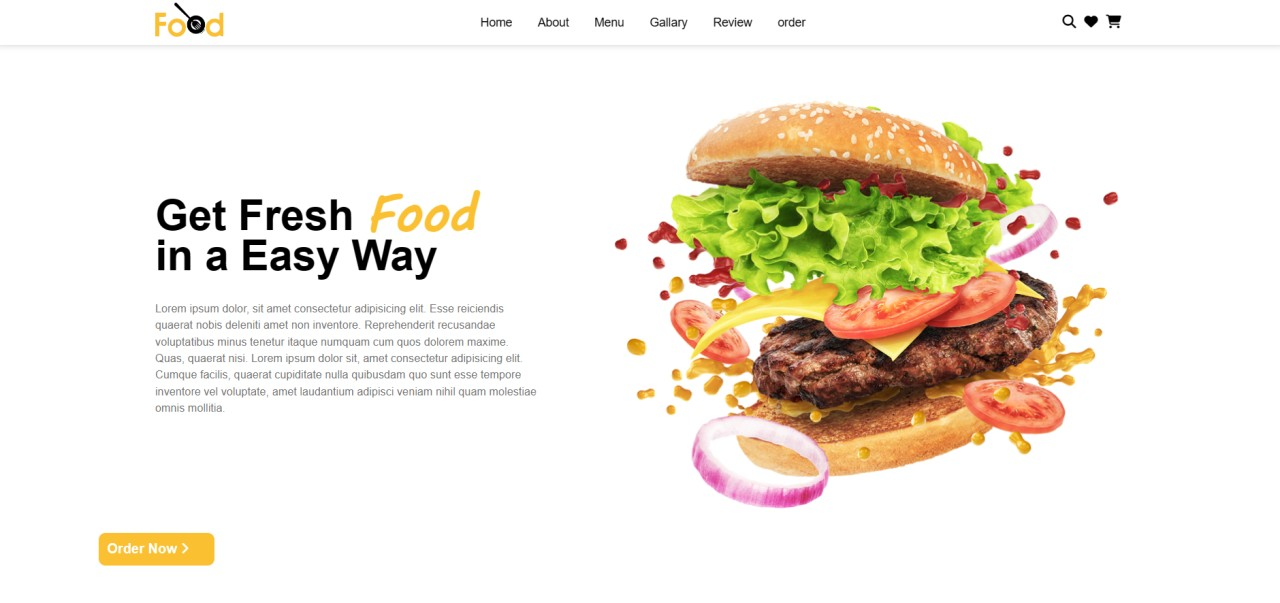 Food
Home About Menu Gallary Review order
Get Fresh Food
in a Easy Way
Lorem ipsum dolor, sit amet consectetur adipisicing elit. Esse reiciendis
quaerat nobis deleniti amet non inventore. Reprehenderit recusandae
voluptatibus minus tenetur itaque numquam cum quos dolorem maxime.
Quas, quaerat nisi. Lorem ipsum dolor sit, amet consectetur adipisicing elit.
Cumque facilis, quaerat cupiditate nulla quibusdam quo sunt esse tempore
inventore vel voluptate, amet laudantium adipisci veniam nihil quam molestiae
omnis mollitia.
Order Now